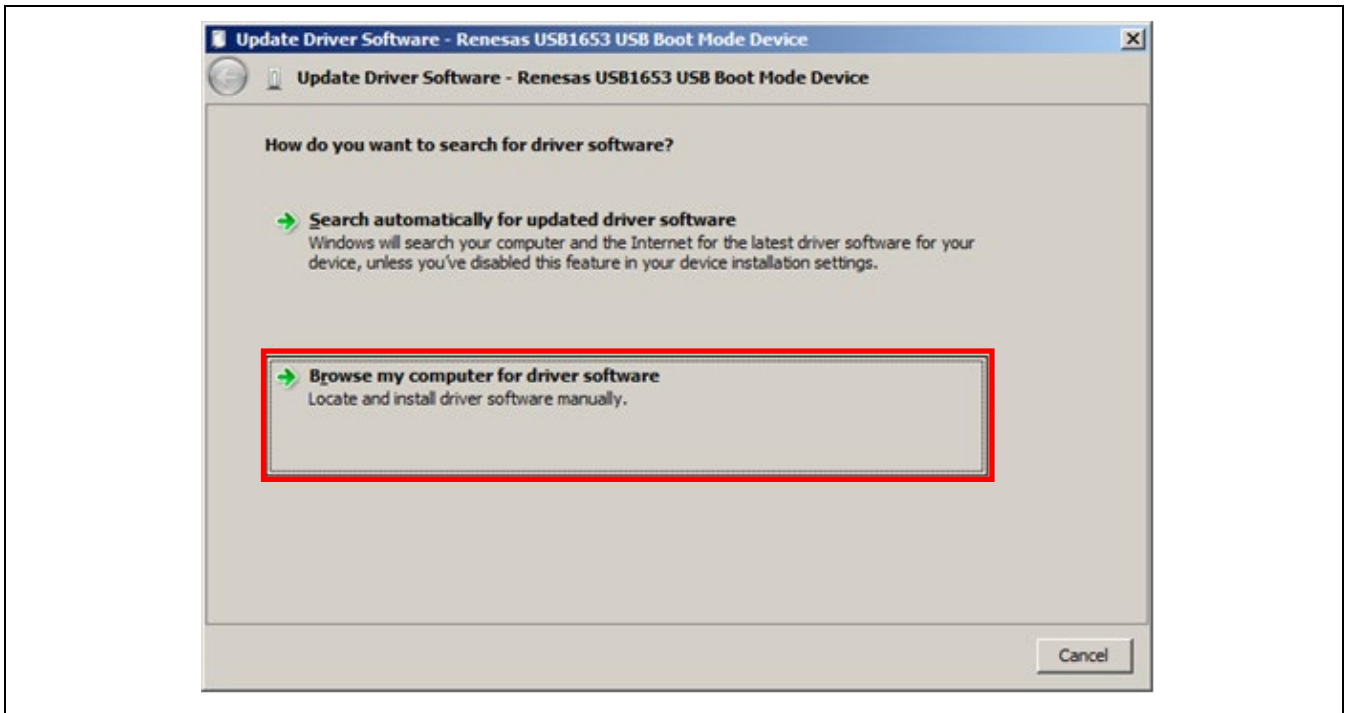 Update Driver Software - Renesas USB1653 USB Boot Mode Device
Update Driver Software - Renesas USB1653 USB Boot Mode Device
How do you want to search for driver software?
Search automatically for updated driver software
Windows will search your computer and the Internet for the latest driver software for your
device, unless you've disabled this feature in your device installation settings.
Browse my computer for driver software
Locate and install driver software manually.
Cancel